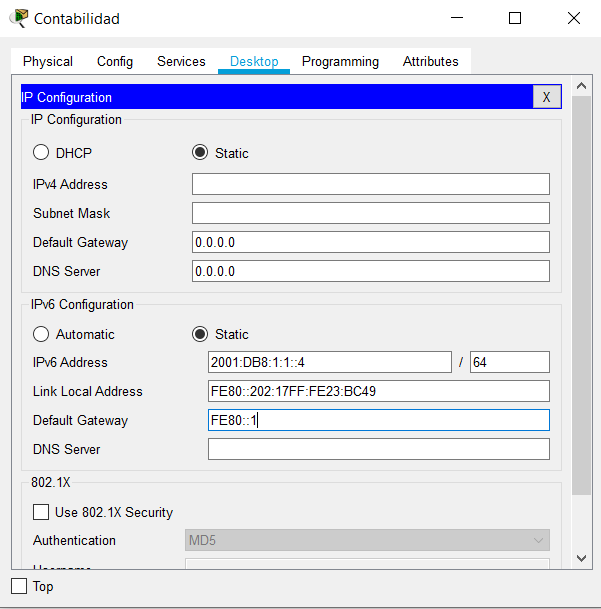 Contabilidad
Physical Config Services Desktop Programming Attributes
IP Configuration X
IP Configuration
DHCP Static
IPv4 Address
Subnet Mask
Default Gateway 0.0.0.0
DNS Server 0.0.0.0
IPv6 Configuration
Automatic Static
IPv6 Address 2001:DB8:1:1::4 / 64
Link Local Address FE80::202:17FF:FE23:BC49
Default Gateway FE80::1
DNS Server
802.1X
Use 802.1X Security
Authentication MD5
Username
Top